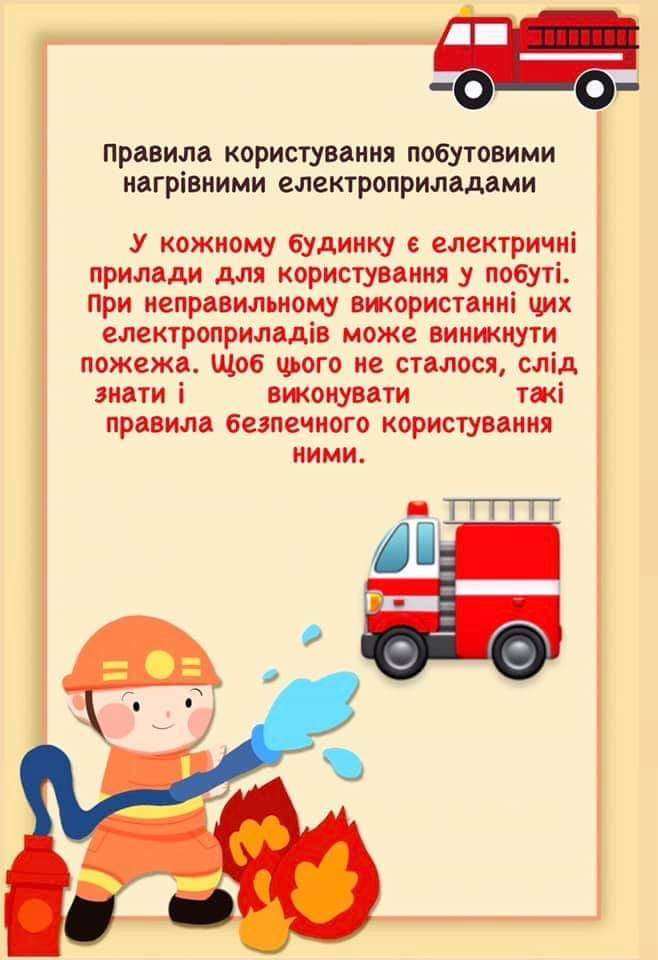 Правила користування побутовими
нагрівними електроприладами
У кожному будинку є електричні
прилади для користування у побуті.
При неправильному використанні цих
електроприладів може виникнути
пожежа. Щоб цього не сталося, слід
знати і виконувати такі
правила безпечного користування
ними.